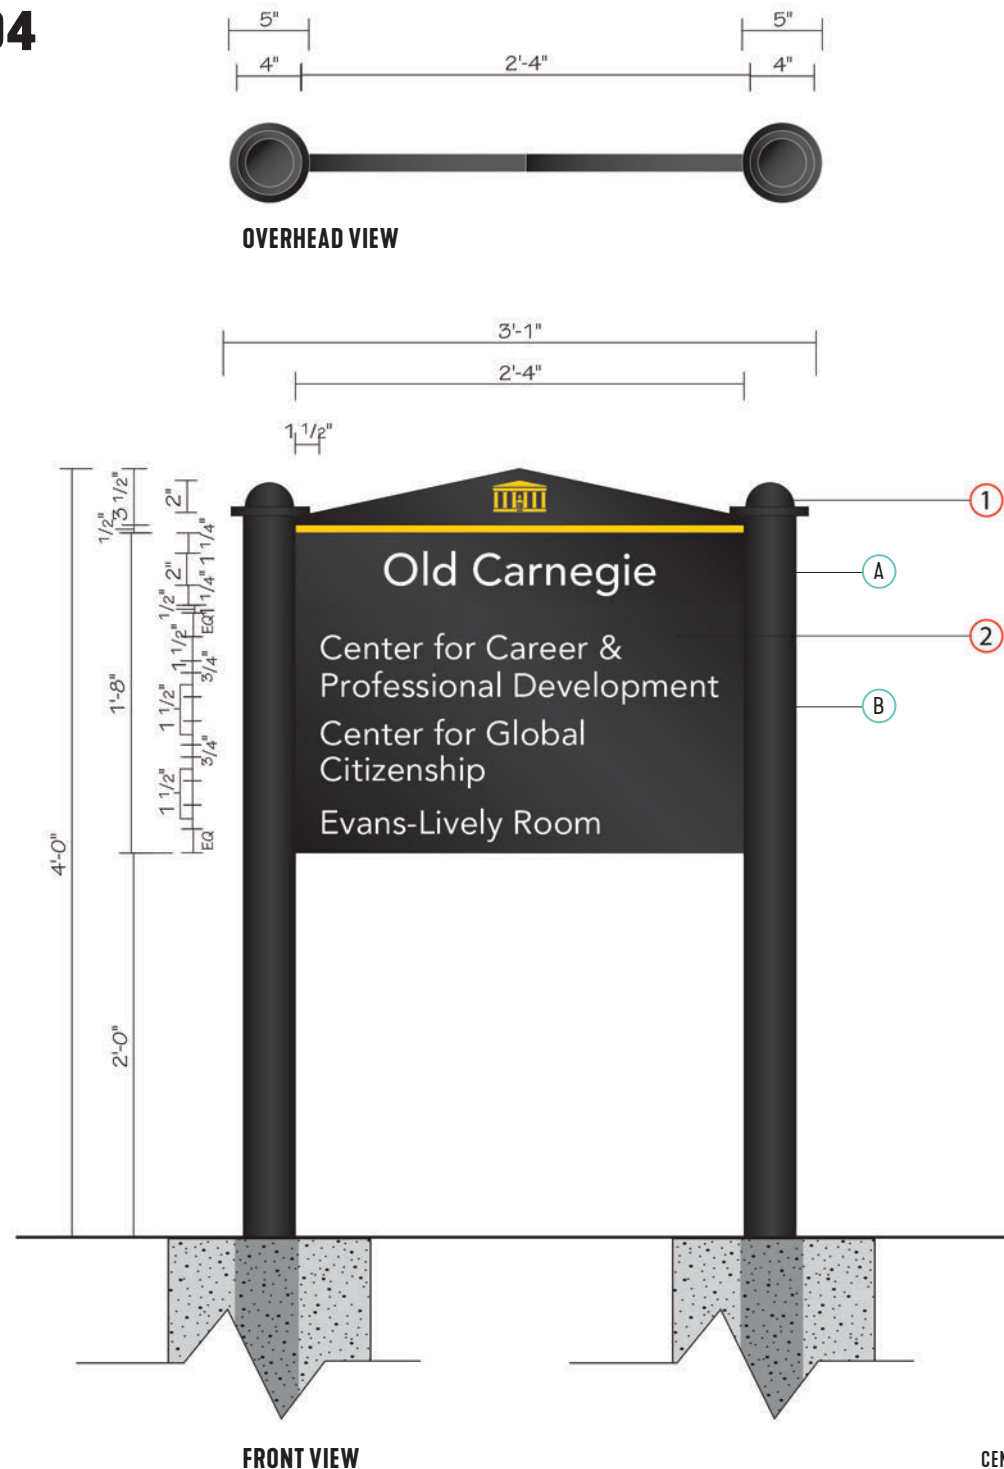 04
5"
5"
4"
2'-4"
4"
OVERHEAD VIEW
3'-1"
2'-4"
1 1/2"
3 1/2"
2"
1/2"
1 1/4"
2"
1 1/4"
1/2"
EQ
1 1/2"
3/4"
1 1/2"
3/4"
1 1/2"
EQ
1'-8"
4'-0"
2'-0"
1
A
2
B
Old Carnegie
Center for Career &
Professional Development
Center for Global
Citizenship
Evans-Lively Room
FRONT VIEW